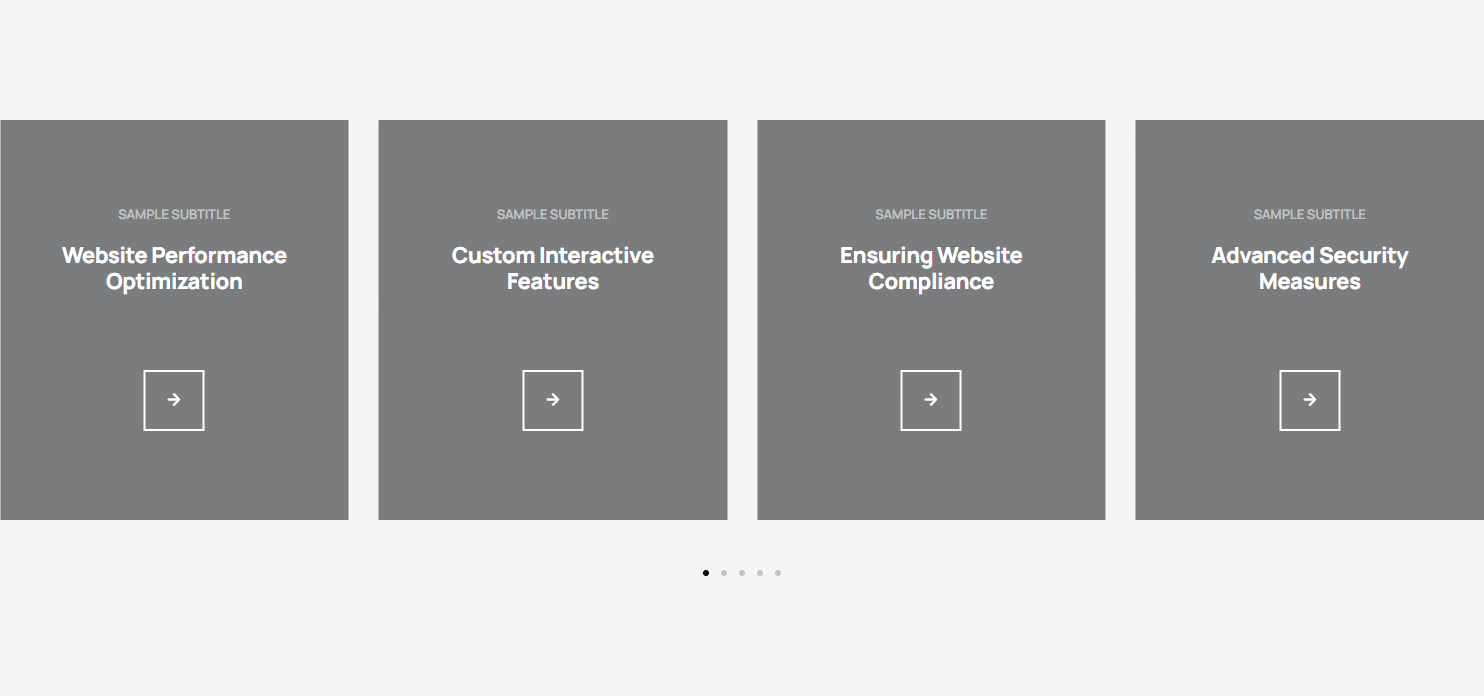 SAMPLE SUBTITLE
Website Performance
Optimization
SAMPLE SUBTITLE
Custom Interactive
Features
SAMPLE SUBTITLE
Ensuring Website
Compliance
SAMPLE SUBTITLE
Advanced Security
Measures